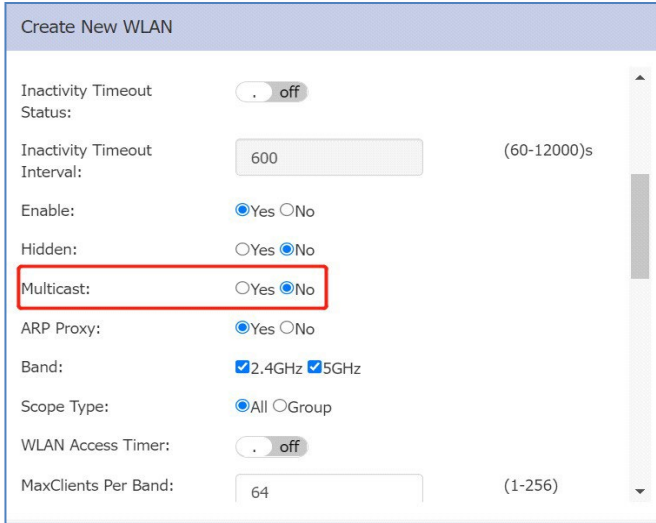 Create New WLAN
Inactivity Timeout
Status:
. off
Inactivity Timeout
Interval:
600
(60-12000)s
Enable: Yes No
Hidden: Yes No
Multicast: Yes No
ARP Proxy: Yes No
Band: 2.4GHz 5GHz
Scope Type: All Group
WLAN Access Timer: . off
MaxClients Per Band: 64 (1-256)